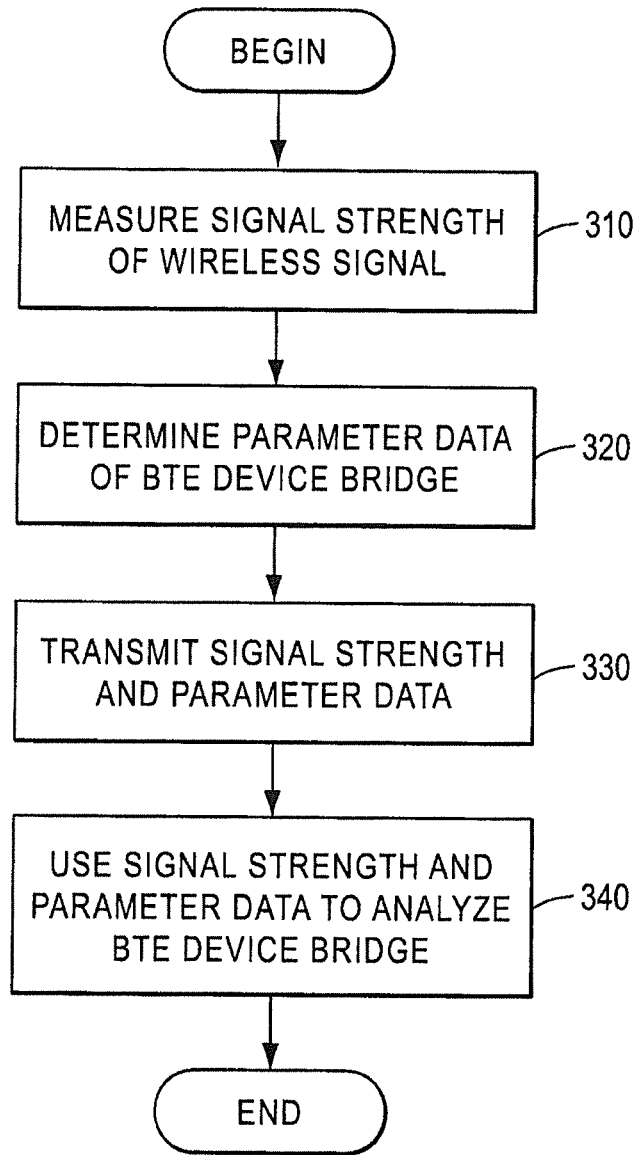 BEGIN
MEASURE SIGNAL STRENGTH
OF WIRELESS SIGNAL
310
DETERMINE PARAMETER DATA
OF BTE DEVICE BRIDGE
320
TRANSMIT SIGNAL STRENGTH
AND PARAMETER DATA
330
USE SIGNAL STRENGTH AND
PARAMETER DATA TO ANALYZE
BTE DEVICE BRIDGE
340
END